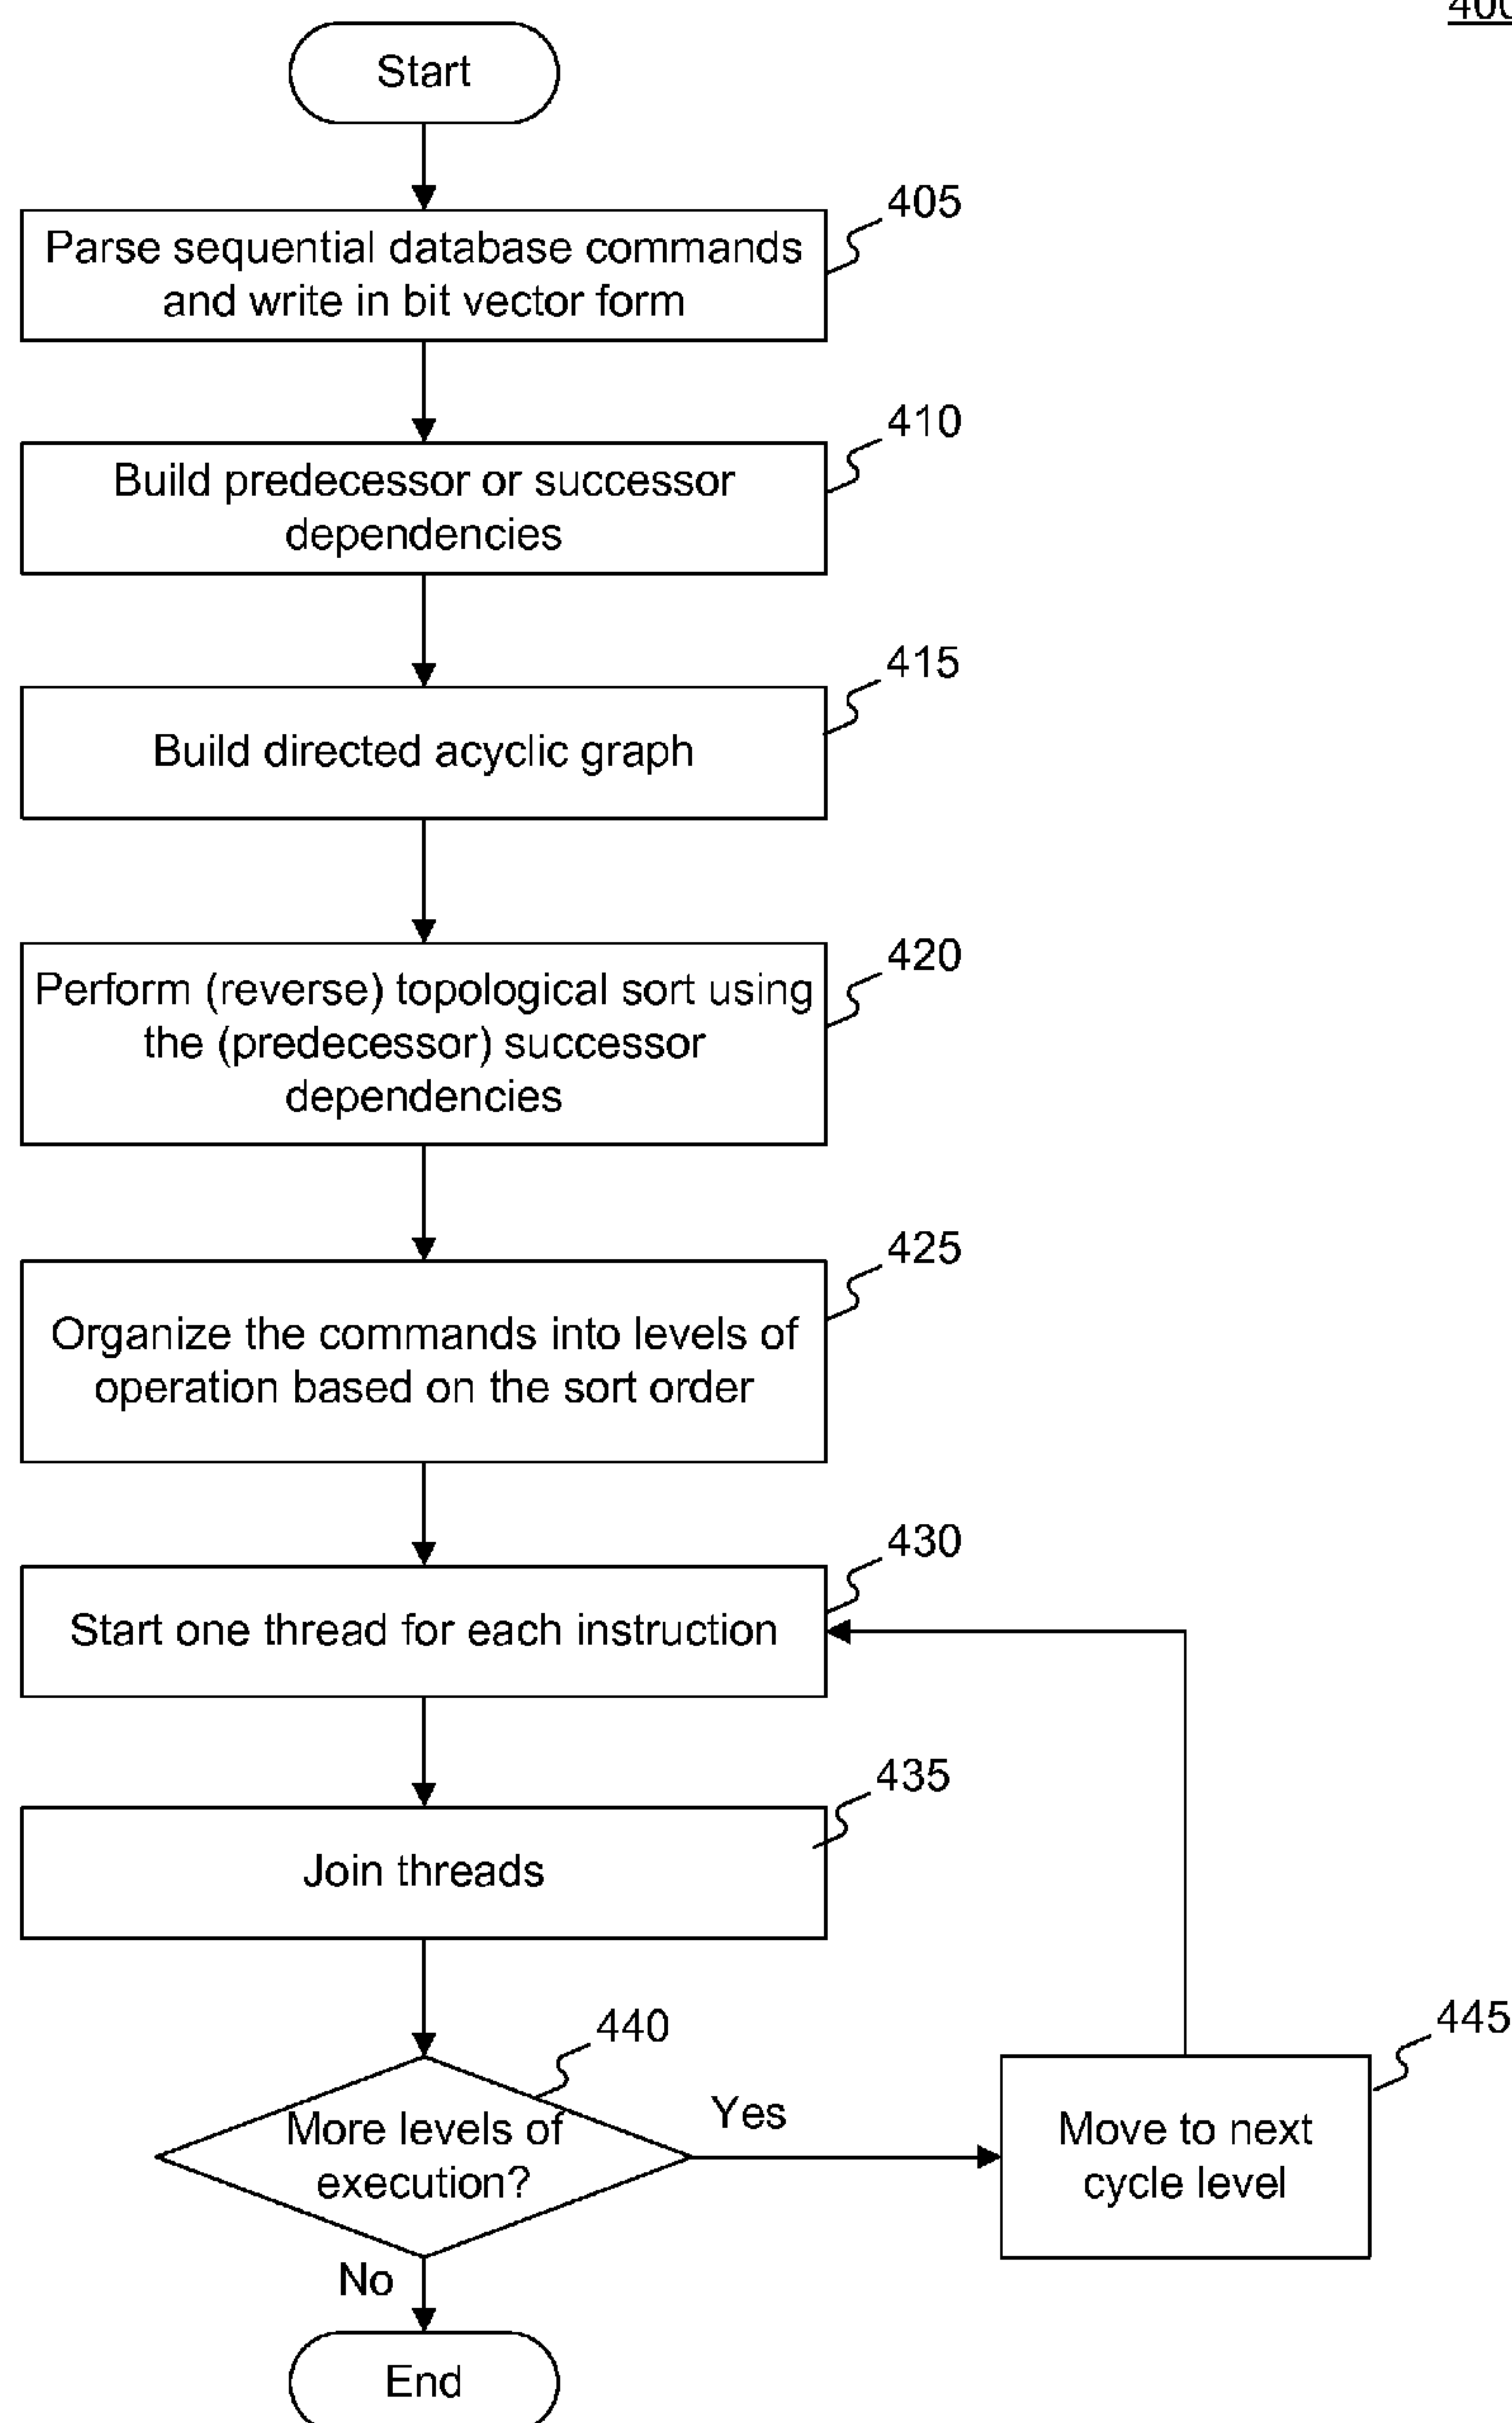 400
Start
405
Parse sequential database commands
and write in bit vector form
410
Build predecessor or successor
dependencies
415
Build directed acyclic graph
420
Perform (reverse) topological sort using
the (predecessor) successor
dependencies
425
Organize the commands into levels of
operation based on the sort order
430
Start one thread for each instruction
435
Join threads
440
More levels of
execution?
Yes
445
Move to next
cycle level
No
End